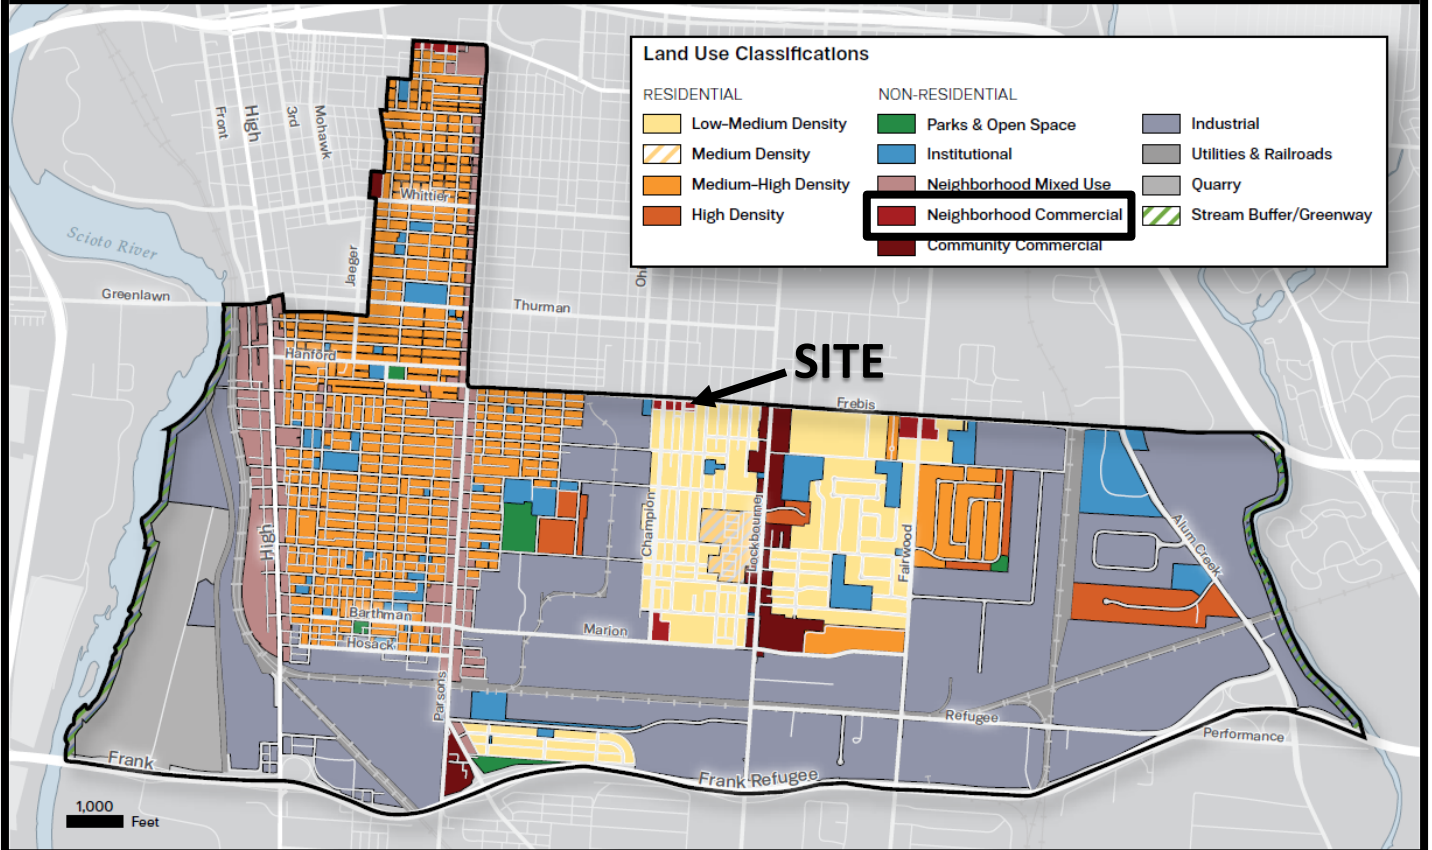 Land Use Classifications
RESIDENTIAL
Low-Medium Density
Medium Density
Medium-High Density
High Density
NON-RESIDENTIAL
Parks & Open Space
Institutional
Neighborhood Mixed Use
Neighborhood Commercial
Community Commercial
Industrial
Utilities & Railroads
Quarry
Stream Buffer/Greenway
Front
High
3rd
Mohawk
Whittier
Scioto River
Jaeger
Greenlawn
Thurman
Hanford
SITE
Frebis
Champion
Lockbourne
Fairwood
Alum Creek
High
Barthman
Marion
Hosack
Parsons
Refugee
Performance
Frank
Frank Refugee
1,000
Feet